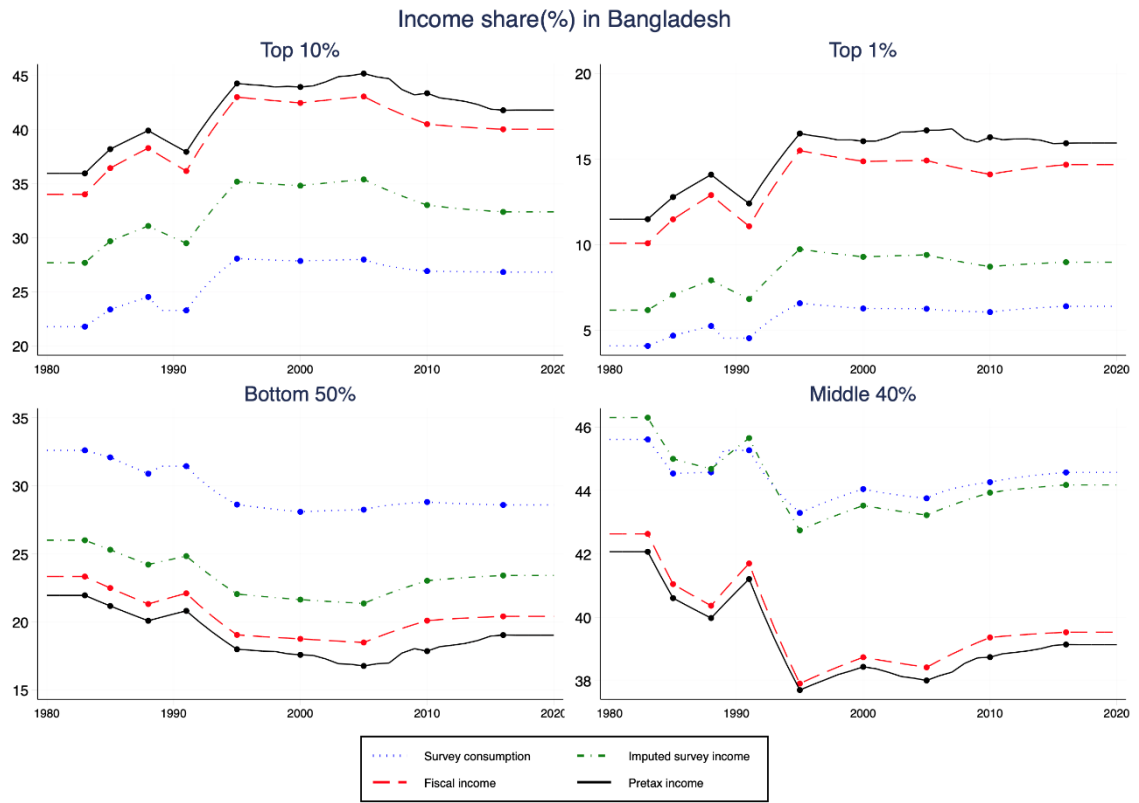 Income share(%) in Bangladesh
Top 10%
45
40
35
30
25
20
1980 1990 2000 2010 202(
Top 1%
20
15
10
5
1980 1990 2000 2010 2020
Bottom 50%
35
30
25
20
15
1980 1990 2000 2010 202(
Middle 40%
46
44
42
40
38
1980 1990 2000 2010 2020
Survey consumption
Imputed survey income
Fiscal income
Pretax income